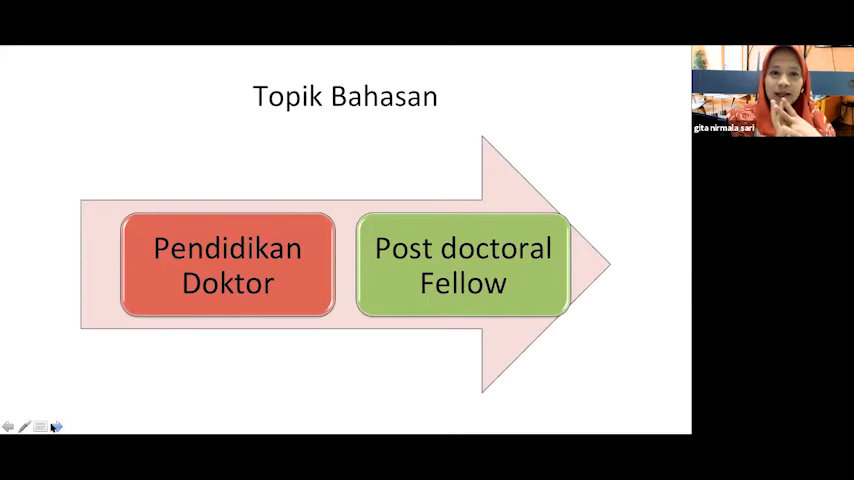 Topik Bahasan
Pendidikan
Doktor
Post doctoral
Fellow
gita nirmala sari